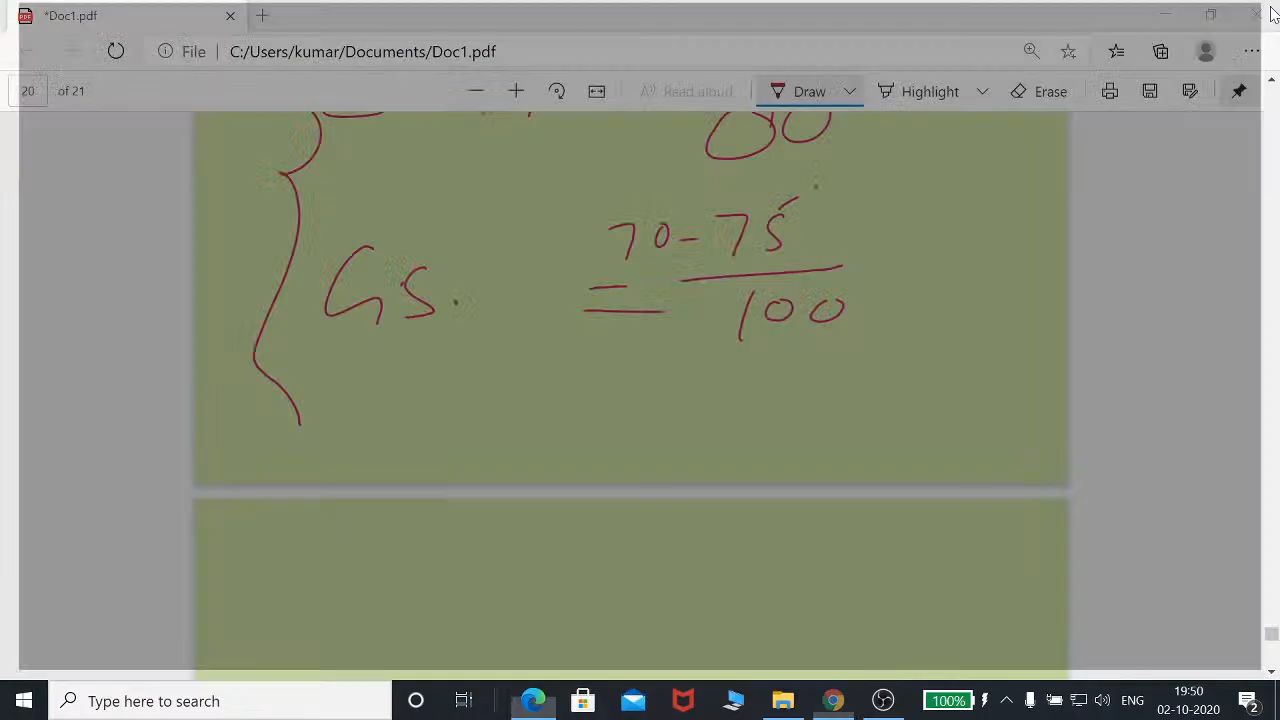 *Doc1.pdf
File | C:/Users/kumar/Documents/Doc1.pdf
20 of 21 Read aloud Draw Highlight Erase
80
70-75
GS. = 100
Type here to search 100% ENG 19:50
02-10-2020 2